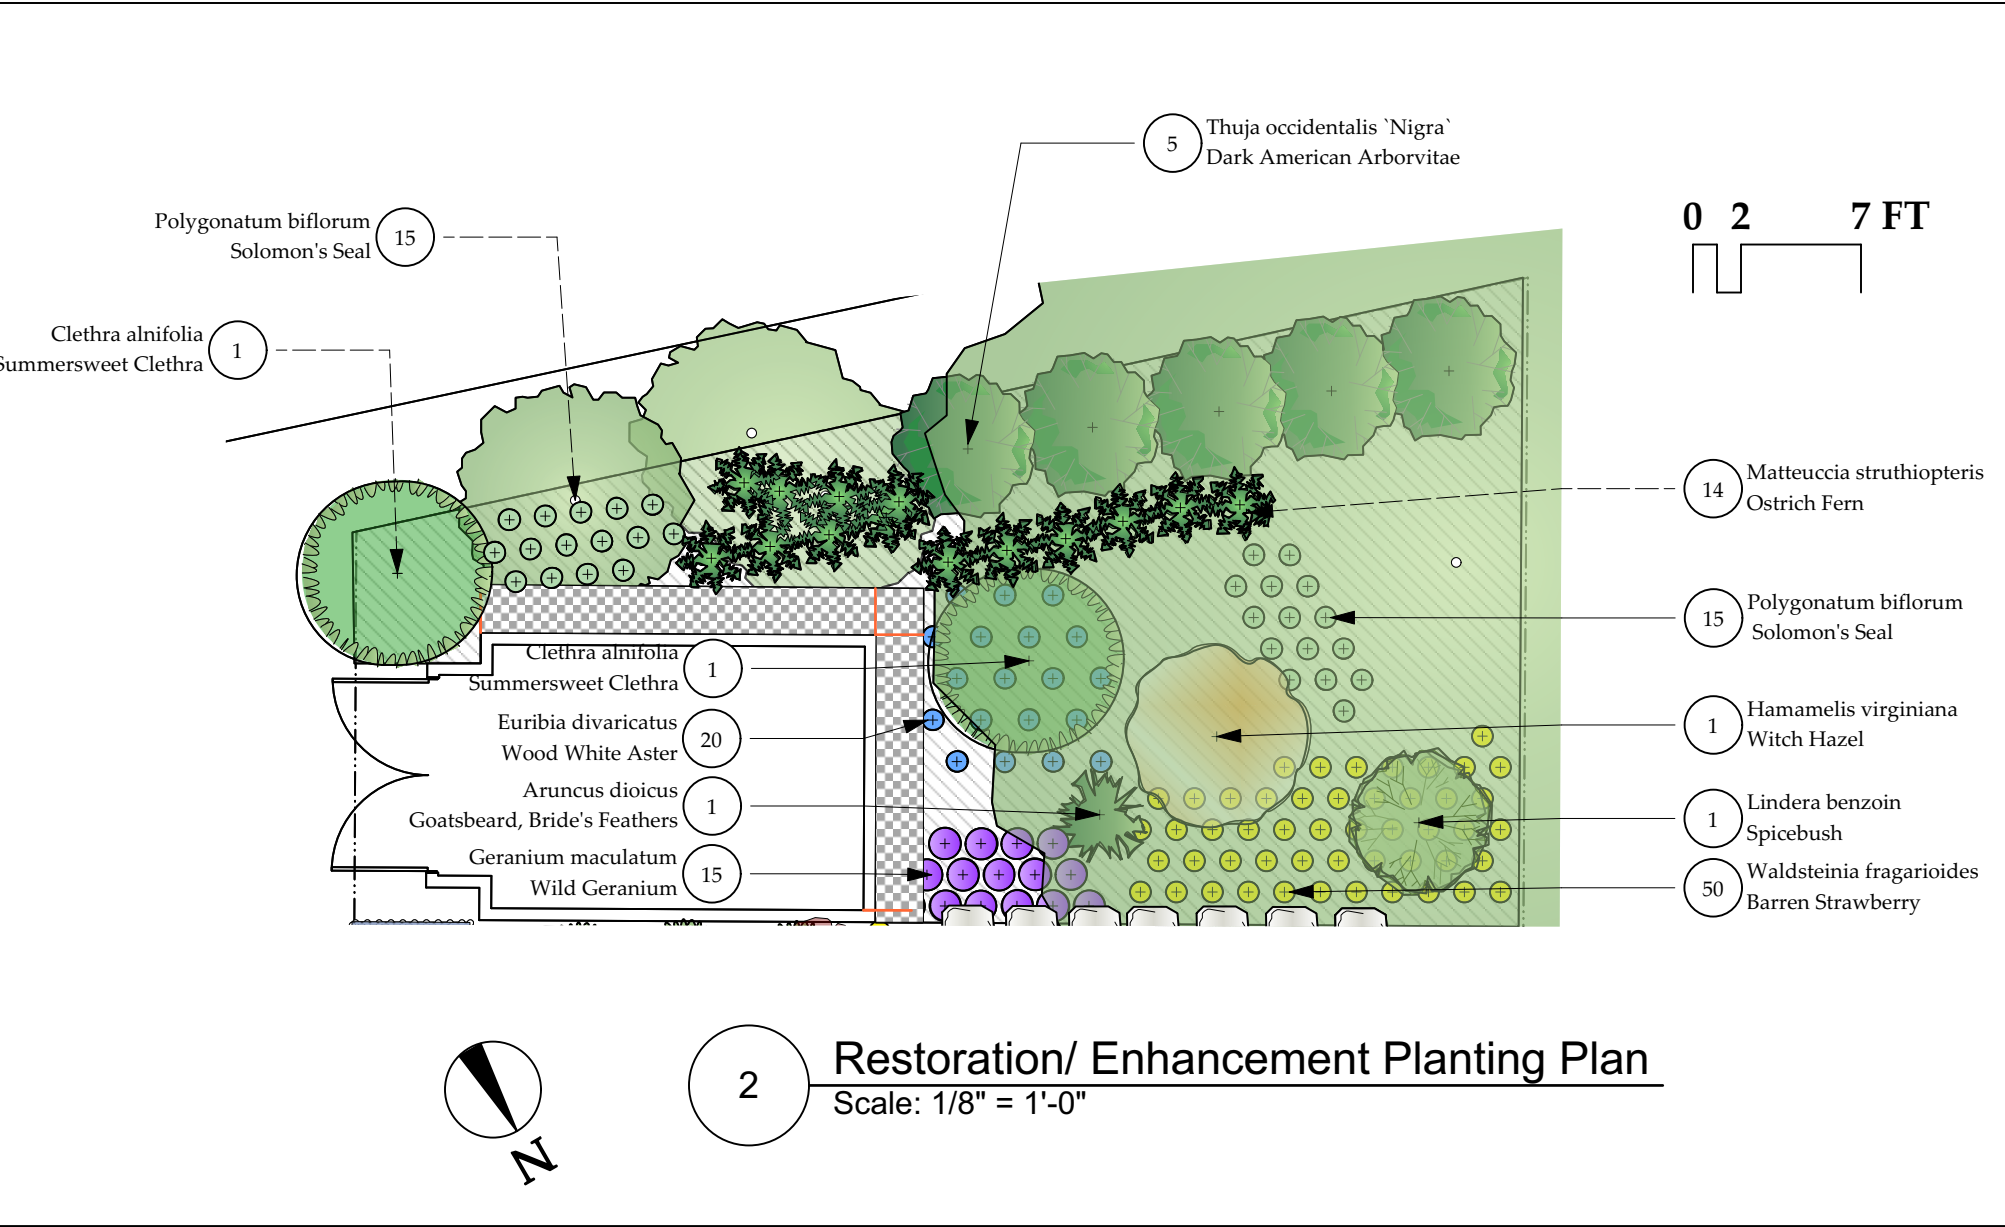 5
Thuja occidentalis `Nigra`
Dark American Arborvitae
0 2 7 FT
Polygonatum biflorum
Solomon's Seal
15
Clethra alnifolia
Summersweet Clethra
1
14
Matteuccia struthiopteris
Ostrich Fern
15
Polygonatum biflorum
Solomon's Seal
Clethra alnifolia
Summersweet Clethra
1
Euribia divaricatus
Wood White Aster
20
Aruncus dioicus
Goatsbeard, Bride's Feathers
1
Geranium maculatum
Wild Geranium
15
1
Hamamelis virginiana
Witch Hazel
1
Lindera benzoin
Spicebush
50
Waldsteinia fragarioides
Barren Strawberry
N
2
Restoration/ Enhancement Planting Plan
Scale: 1/8" = 1'-0"